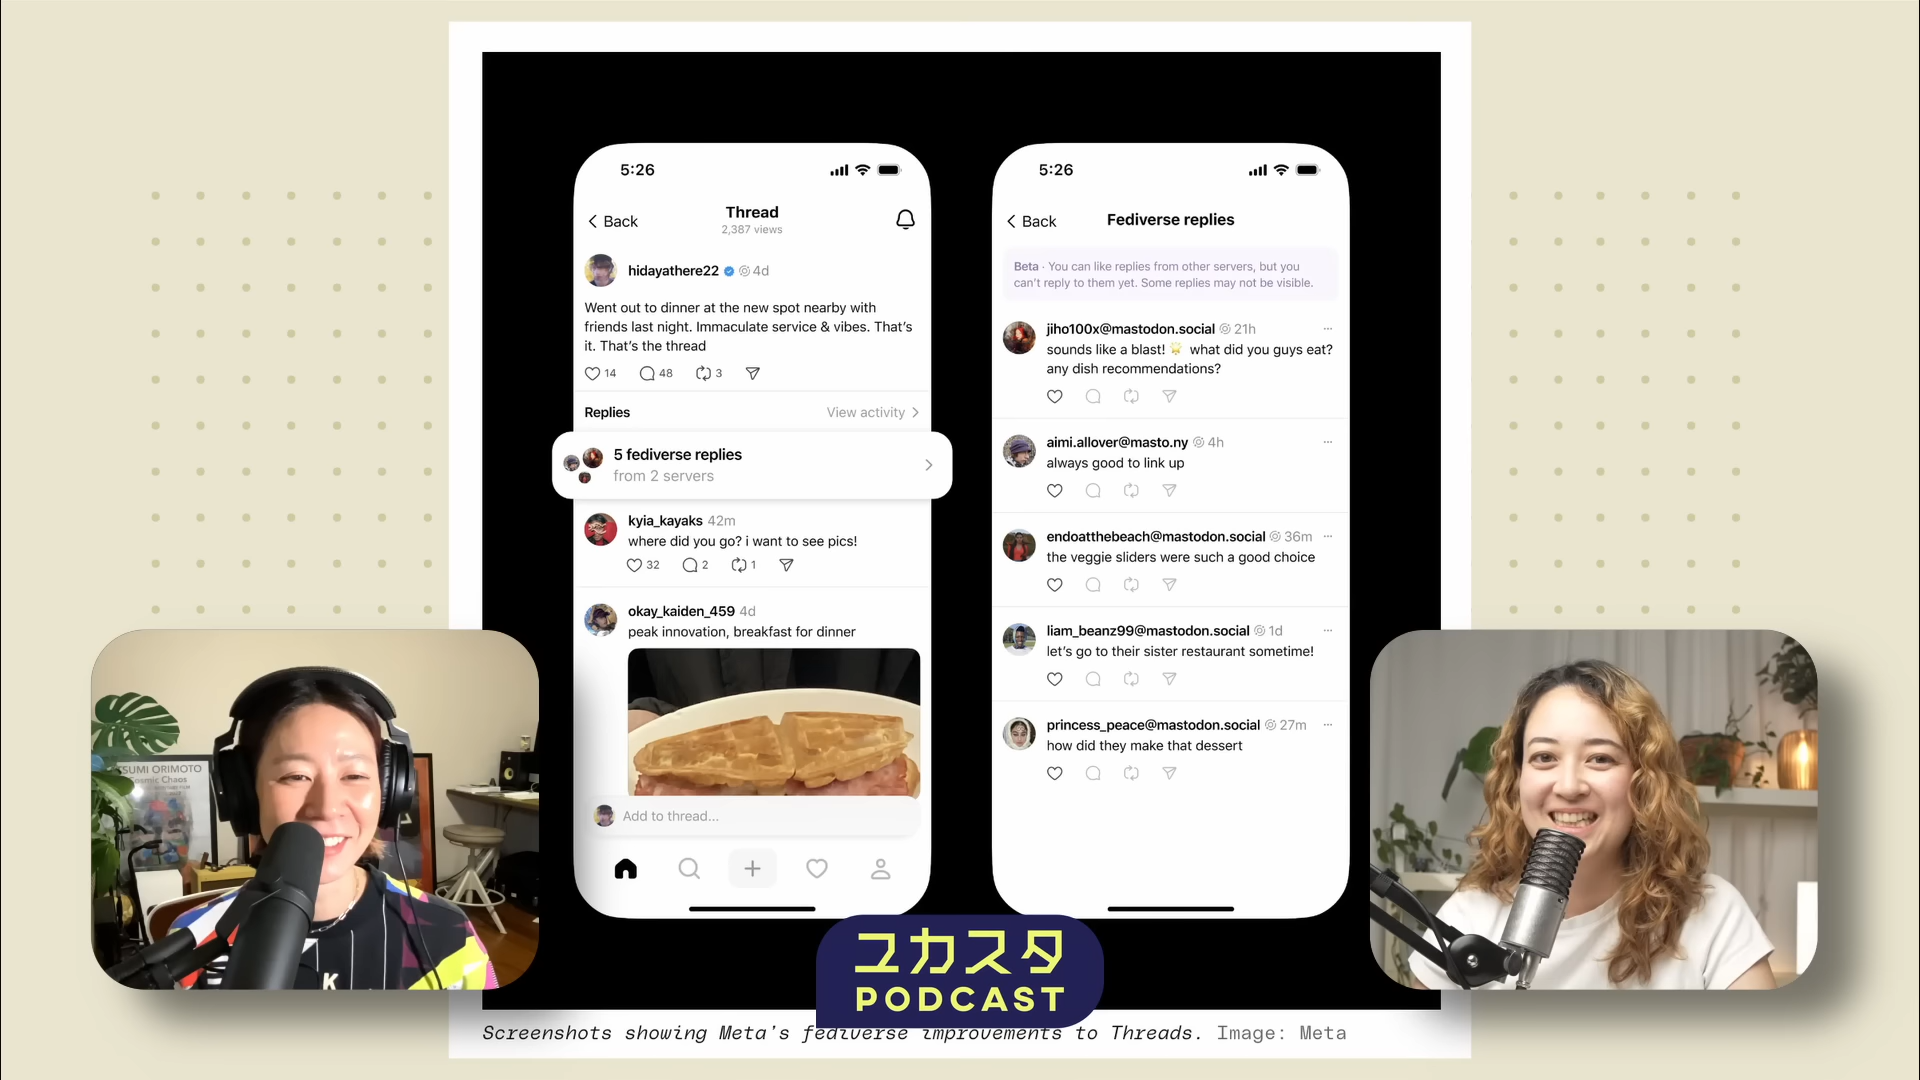 5:26
Back
Thread
2,387 views
hidayathere22 4d
Went out to dinner at the new spot nearby with
friends last night. Immaculate service & vibes. That's
it. That's the thread
14 48 3
Replies
View activity
5 fediverse replies
from 2 servers
kyia_kayaks 42m
where did you go? i want to see pics!
32 2 1
okay_kaiden_459 4d
peak innovation, breakfast for dinner
Add to thread...
5:26
Back
Fediverse replies
Beta · You can like replies from other servers, but you
can't reply to them yet. Some replies may not be visible.
jiho100x@mastodon.social 21h
sounds like a blast! 🌟 what did you guys eat?
any dish recommendations?
aimi.allover@masto.ny 4h
always good to link up
endoatthebeach@mastodon.social 36m
the veggie sliders were such a good choice
liam_beanz99@mastodon.social 1d
let's go to their sister restaurant sometime!
princess_peace@mastodon.social 27m
how did they make that dessert
SUMI ORIMOTO
Cosmic Chaos
K
ユカスタ
PODCAST
Screenshots showing Meta's fediverse improvements to Threads. Image: Meta